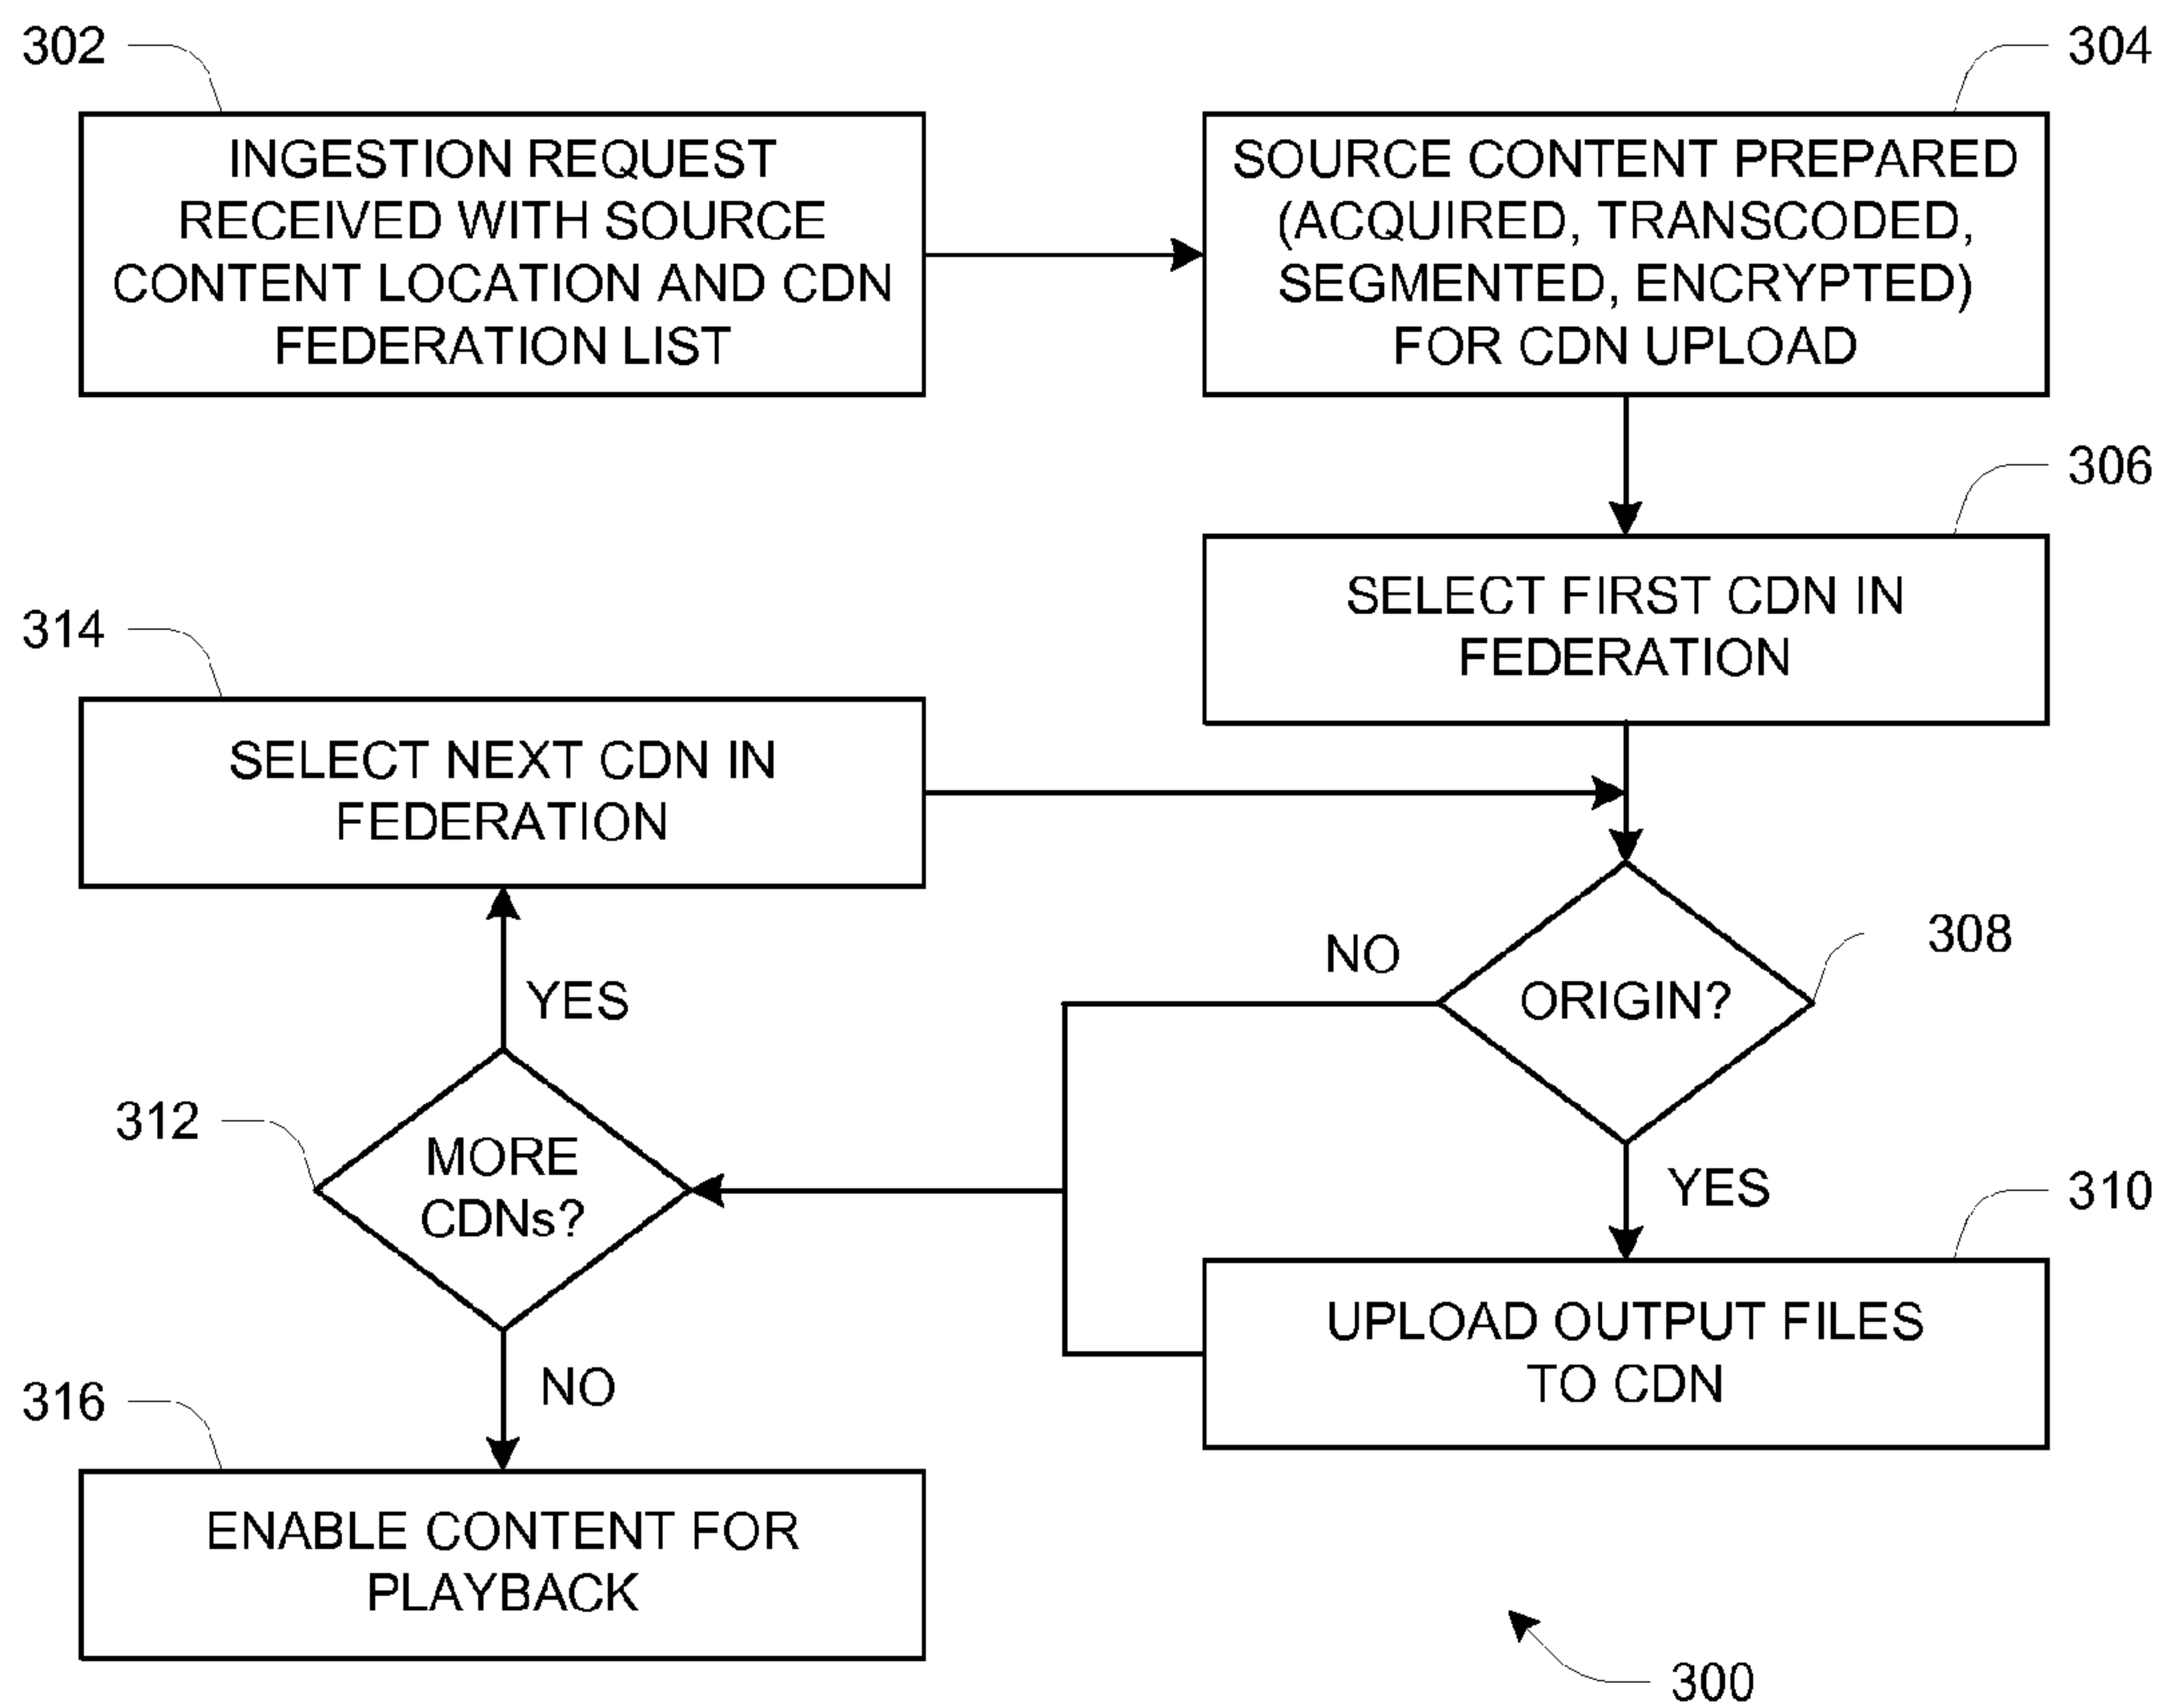 302
INGESTION REQUEST
RECEIVED WITH SOURCE
CONTENT LOCATION AND CDN
FEDERATION LIST
304
SOURCE CONTENT PREPARED
(ACQUIRED, TRANSCODED,
SEGMENTED, ENCRYPTED)
FOR CDN UPLOAD
306
SELECT FIRST CDN IN
FEDERATION
314
SELECT NEXT CDN IN
FEDERATION
308
ORIGIN?
NO
YES
310
UPLOAD OUTPUT FILES
TO CDN
312
MORE
CDNs?
YES
NO
316
ENABLE CONTENT FOR
PLAYBACK
300